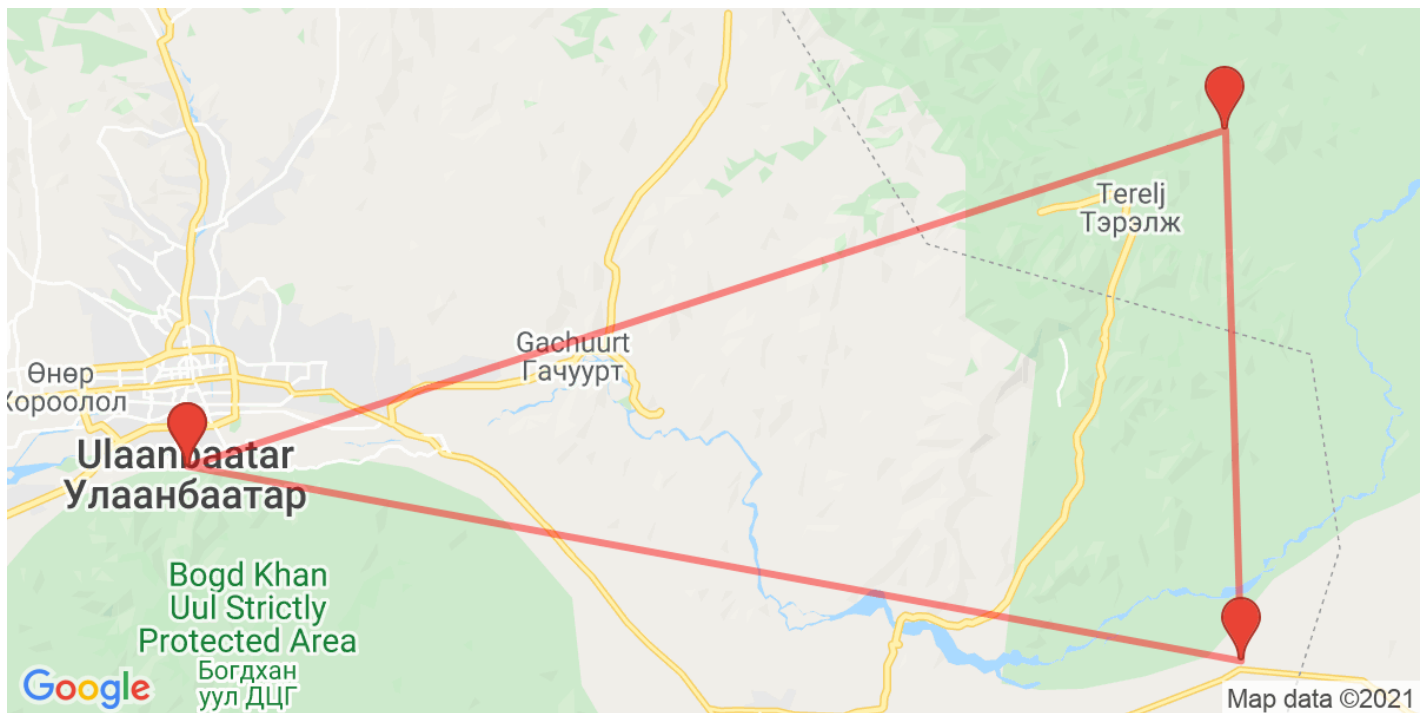 Terelj
Тэрэлж
Gachuurt
Гачуурт
Өнөр
Хороолол
Ulaanbaatar
Улаанбаатар
Bogd Khan
Uul Strictly
Protected Area
Богдхан
уул ДЦГ
Google
Map data ©2021